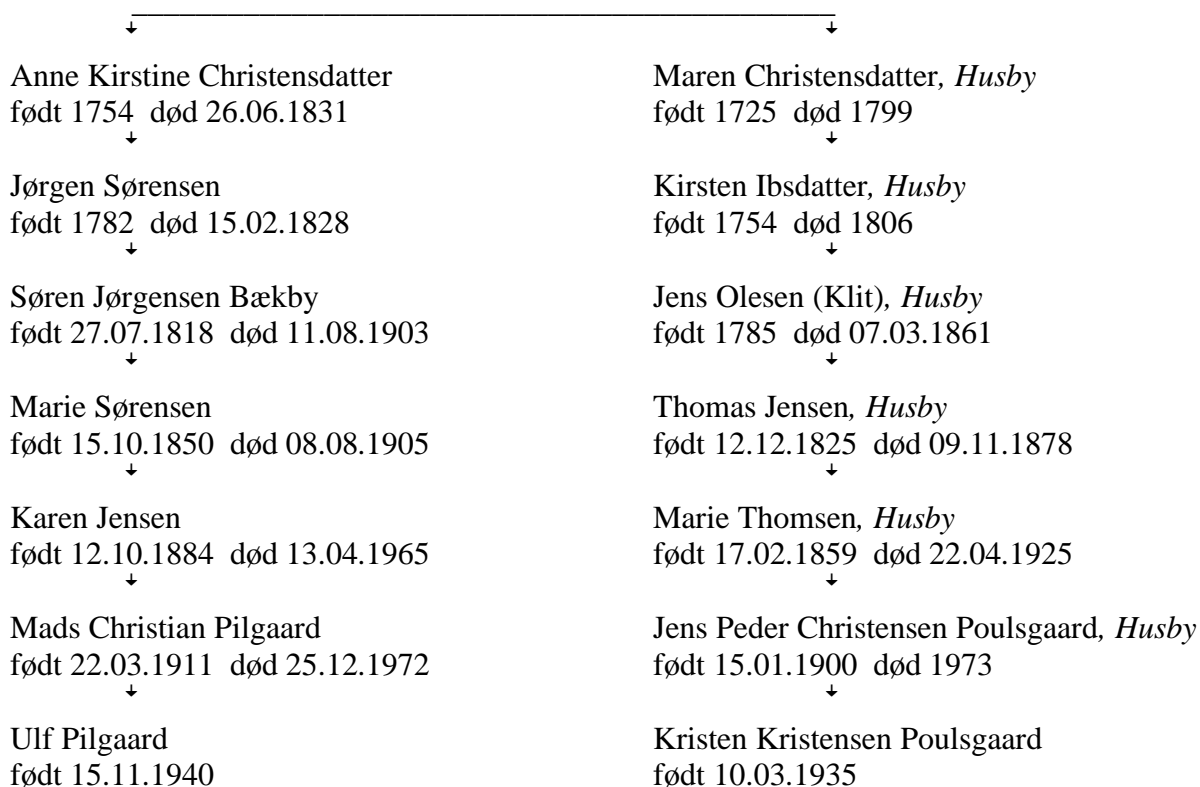 Anne Kirstine Christensdatter
født 1754 død 26.06.1831
Jørgen Sørensen
født 1782 død 15.02.1828
Søren Jørgensen Bækby
født 27.07.1818 død 11.08.1903
Marie Sørensen
født 15.10.1850 død 08.08.1905
Karen Jensen
født 12.10.1884 død 13.04.1965
Mads Christian Pilgaard
født 22.03.1911 død 25.12.1972
Ulf Pilgaard
født 15.11.1940
Maren Christensdatter, Husby
født 1725 død 1799
Kirsten Ibsdatter, Husby
født 1754 død 1806
Jens Olesen (Klit), Husby
født 1785 død 07.03.1861
Thomas Jensen, Husby
født 12.12.1825 død 09.11.1878
Marie Thomsen, Husby
født 17.02.1859 død 22.04.1925
Jens Peder Christensen Poulsgaard, Husby
født 15.01.1900 død 1973
Kristen Kristensen Poulsgaard
født 10.03.1935